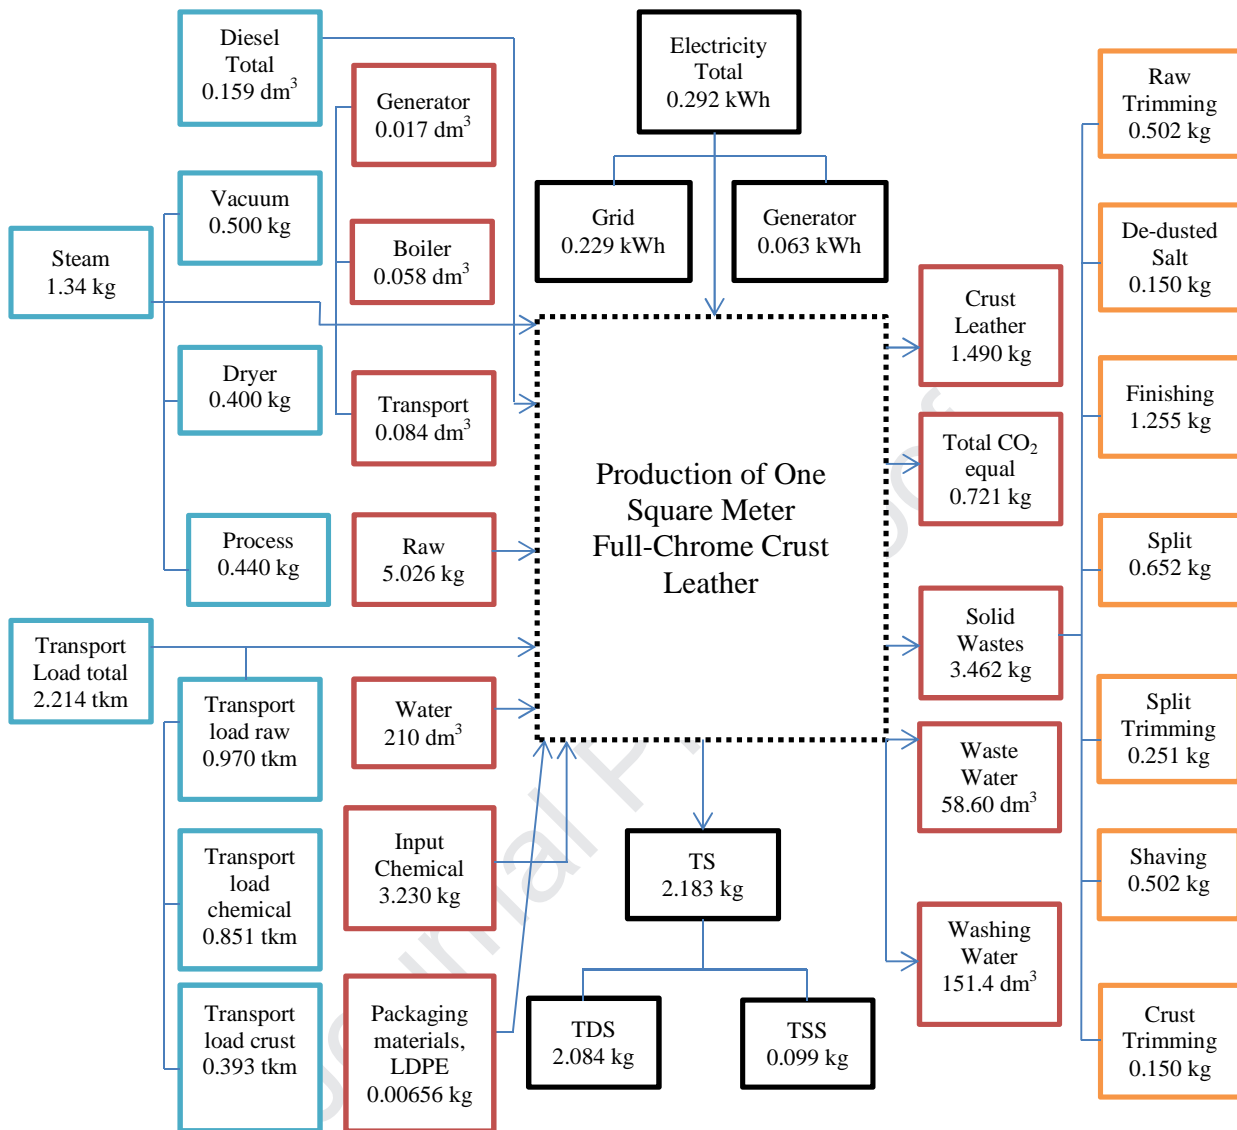 Diesel
Total
0.159 dm³
Generator
0.017 dm³
Electricity
Total
0.292 kWh
Raw
Trimming
0.502 kg
Vacuum
0.500 kg
Grid
0.229 kWh
Generator
0.063 kWh
De-dusted
Salt
0.150 kg
Steam
1.34 kg
Boiler
0.058 dm³
Crust
Leather
1.490 kg
Dryer
0.400 kg
Transport
0.084 dm³
Finishing
1.255 kg
Total CO₂
equal
0.721 kg
Production of One
Square Meter
Full-Chrome Crust
Leather
Process
0.440 kg
Raw
5.026 kg
Split
0.652 kg
Transport
Load total
2.214 tkm
Solid
Wastes
3.462 kg
Transport
load raw
0.970 tkm
Water
210 dm³
Split
Trimming
0.251 kg
Waste
Water
58.60 dm³
Transport
load
chemical
0.851 tkm
Input
Chemical
3.230 kg
TS
2.183 kg
Shaving
0.502 kg
Washing
Water
151.4 dm³
Transport
load crust
0.393 tkm
Packaging
materials,
LDPE
0.00656 kg
TDS
2.084 kg
TSS
0.099 kg
Crust
Trimming
0.150 kg